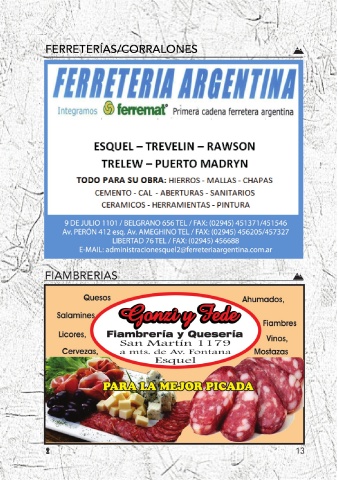 FERRETERÍAS/CORRALONES
FERRETERIA ARGENTINA
Integramos ferremat Primera cadena ferretera argentina
ESQUEL – TREVELIN – RAWSON
TRELEW – PUERTO MADRYN
TODO PARA SU OBRA: HIERROS - MALLAS - CHAPAS
CEMENTO - CAL - ABERTURAS - SANITARIOS
CERAMICOS - HERRAMIENTAS - PINTURA
9 DE JULIO 1101 / BELGRANO 656 TEL / FAX: (02945) 451371/451546
Av. PERÓN 412 esq. Av. AMEGHINO TEL / FAX: (02945) 456205/457327
LIBERTAD 76 TEL / FAX: (02945) 456688
E-MAIL: administracionesquel2@ferreteriaargentina.com.ar
FIAMBRERIAS
Quesos
Salamines,
Licores,
Cervezas,
Gonzi y Fede
Fiambrería y Quesería
San Martín 1179
a mts. de Av. Fontana
Esquel
Ahumados,
Fiambres
Vinos,
Mostazas
PARA LA MEJOR PICADA
13